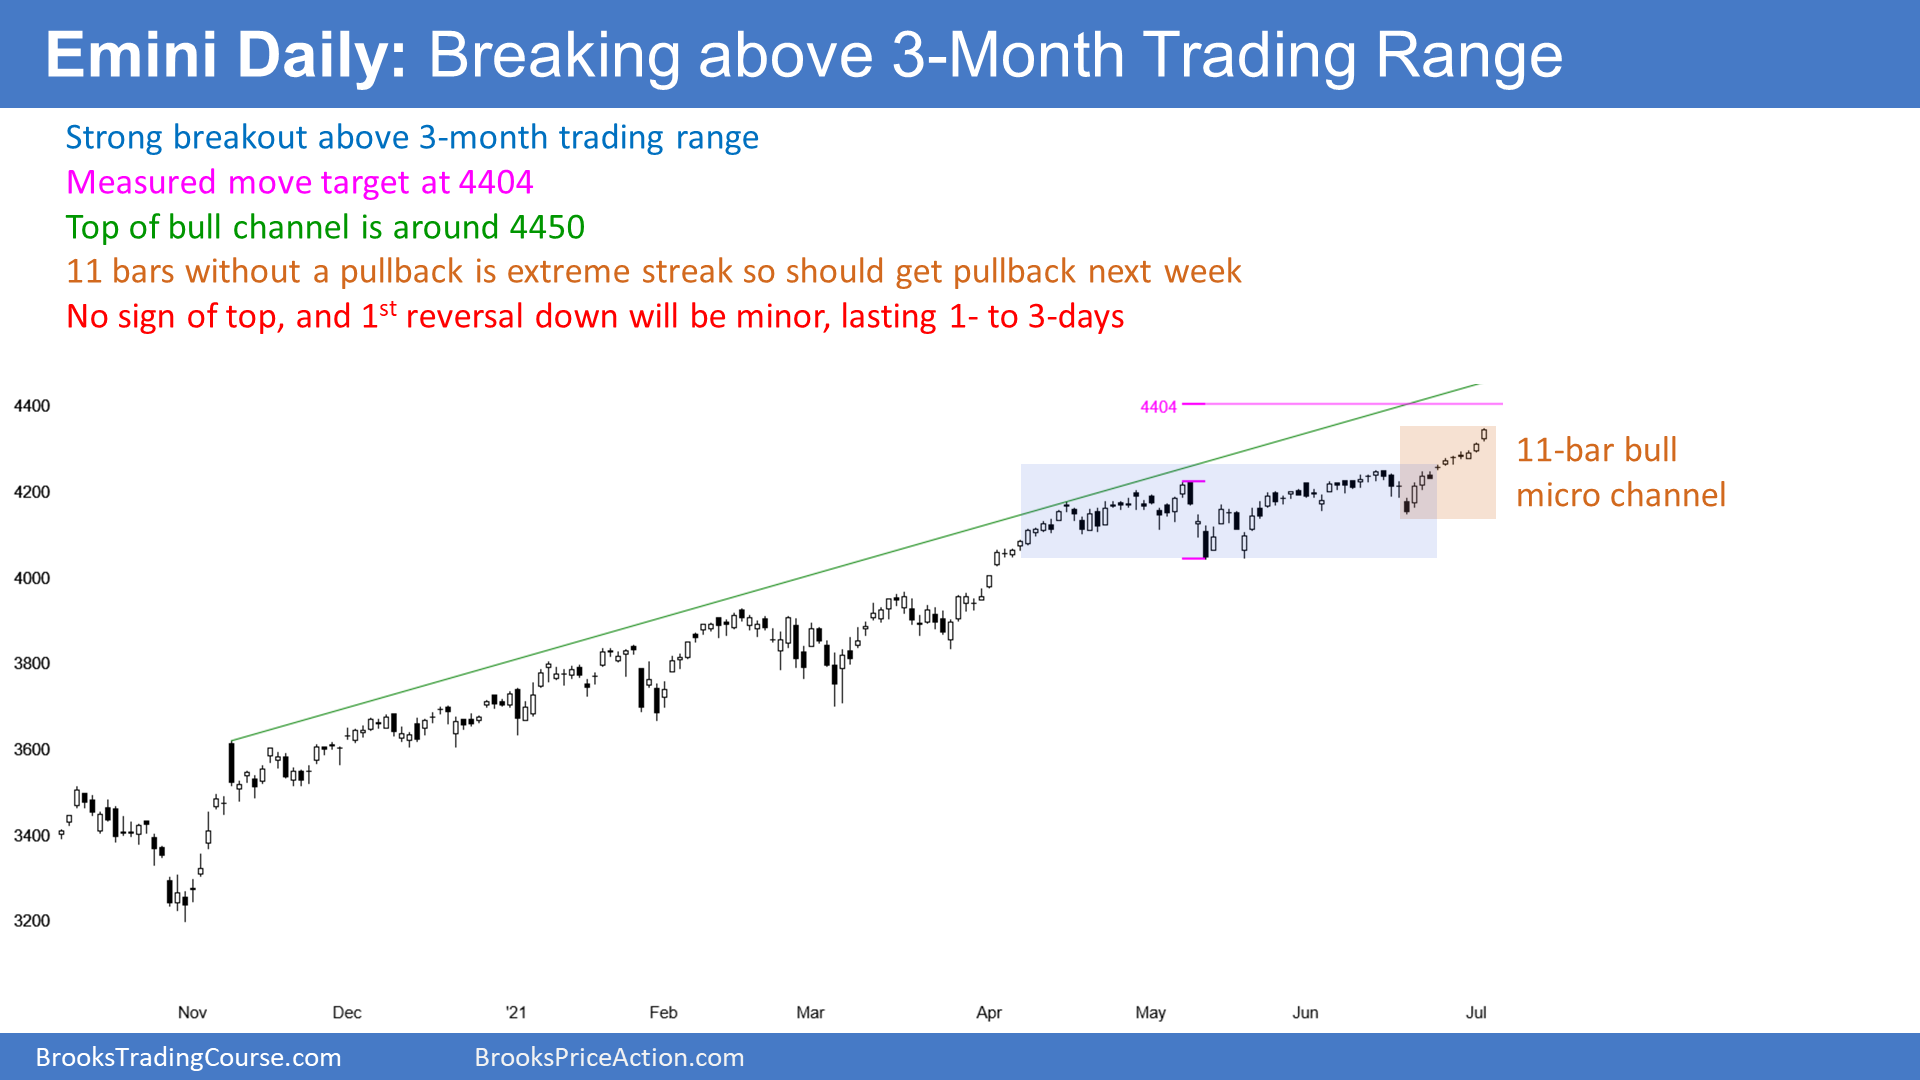 Emini Daily: Breaking above 3-Month Trading Range
Strong breakout above 3-month trading range
Measured move target at 4404
Top of bull channel is around 4450
11 bars without a pullback is extreme streak so should get pullback next week
No sign of top, and 1st reversal down will be minor, lasting 1- to 3-days
4400
4404
11-bar bull
micro channel
4200
4000
3800
3600
3400
3200
Nov Dec '21 Feb Mar Apr May Jun Jul
BrooksTradingCourse.com BrooksPriceAction.com